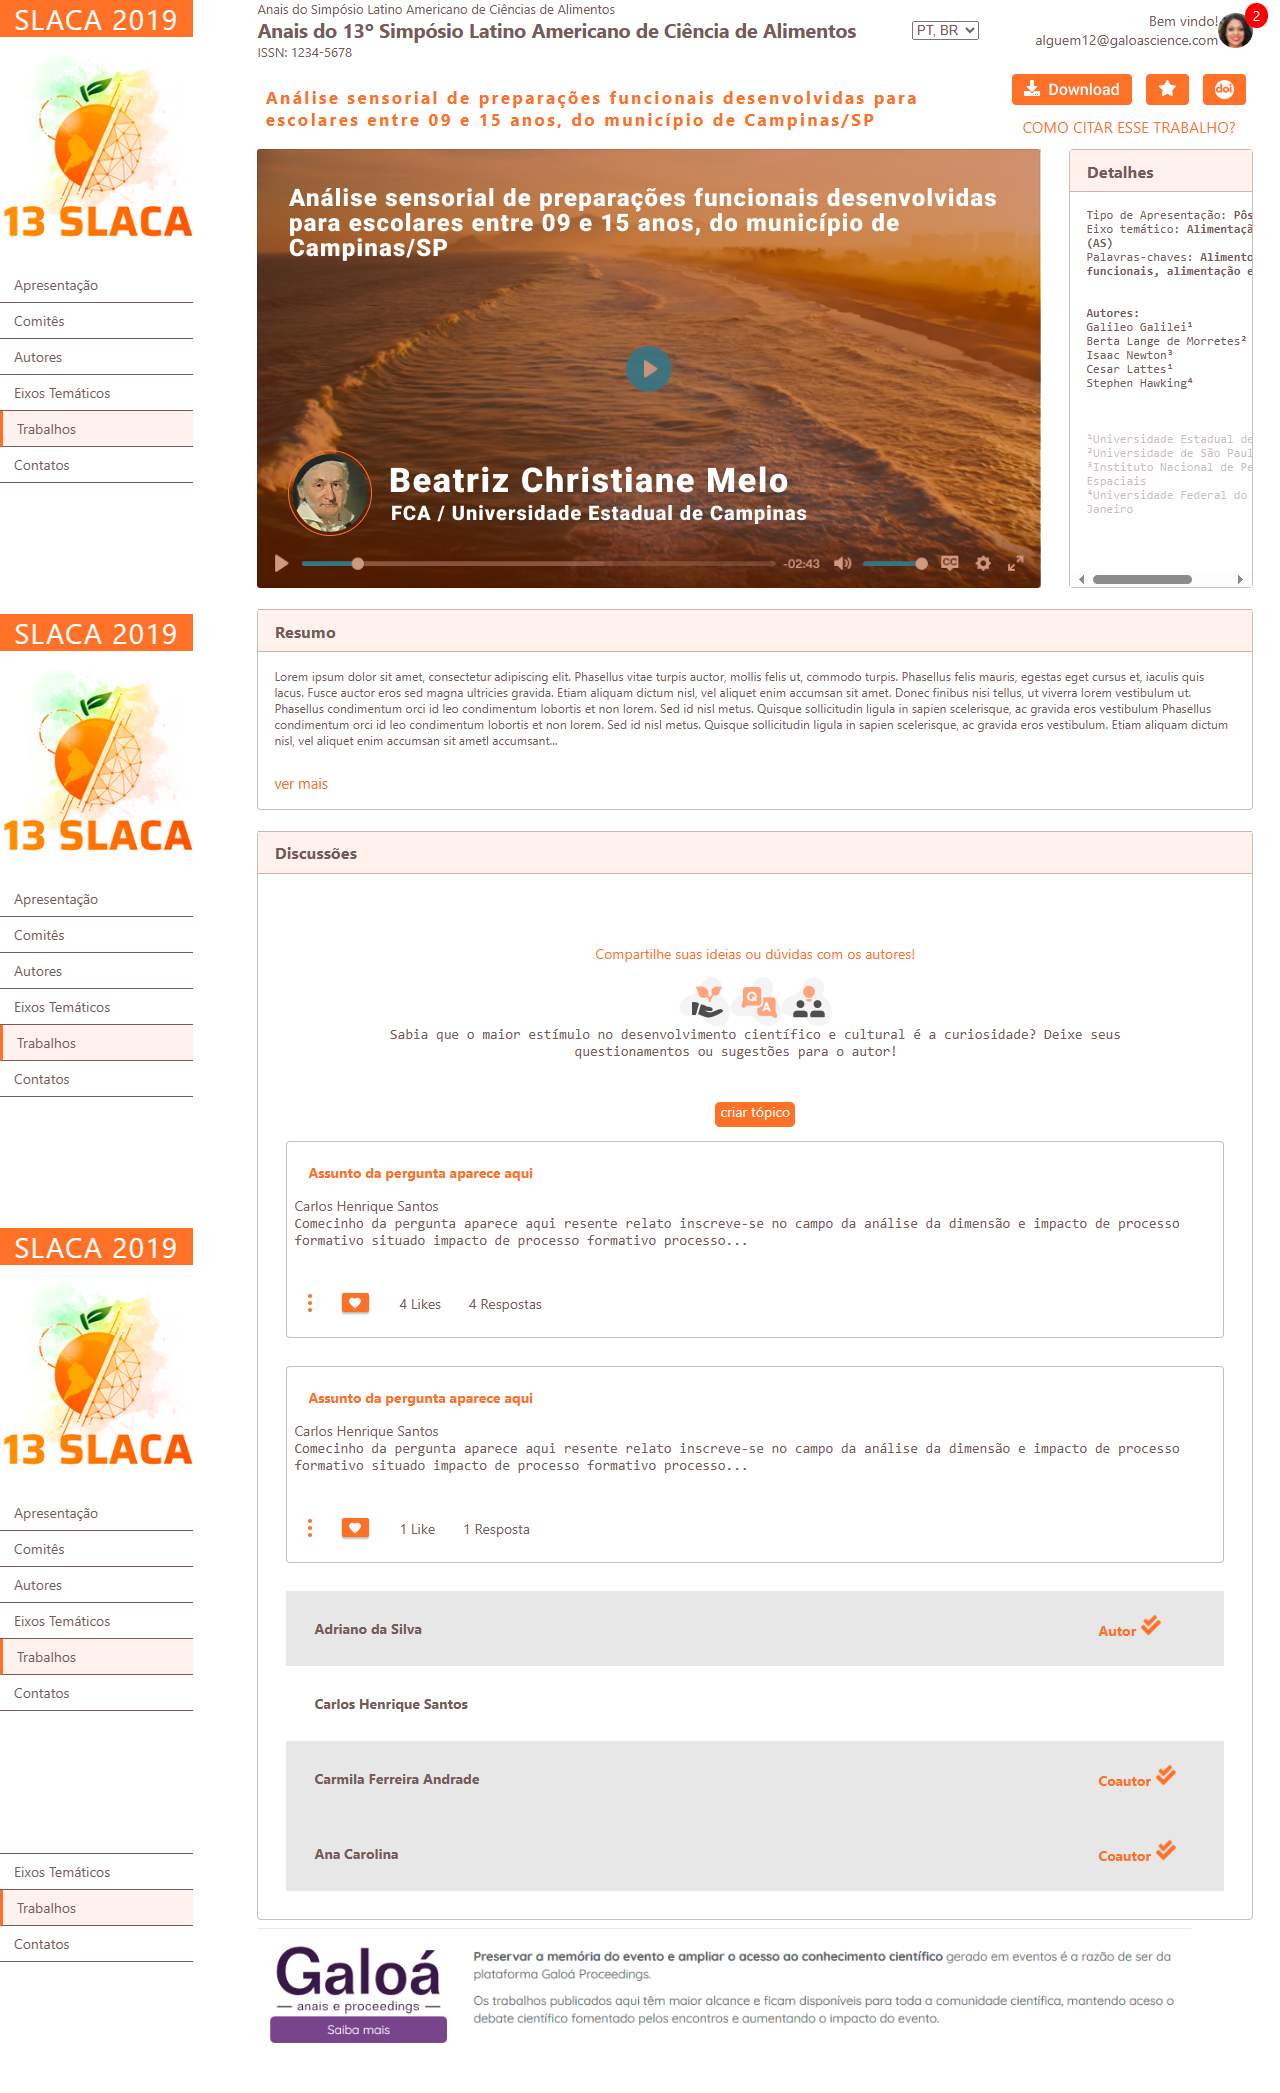 SLACA 2019
13 SLACA
Apresentação
Comitês
Autores
Eixos Temáticos
Trabalhos
Contatos
SLACA 2019
13 SLACA
Apresentação
Comitês
Autores
Eixos Temáticos
Trabalhos
Contatos
SLACA 2019
13 SLACA
Apresentação
Comitês
Autores
Eixos Temáticos
Trabalhos
Contatos
Eixos Temáticos
Trabalhos
Contatos
Anais do Simpósio Latino Americano de Ciências de Alimentos
Anais do 13º Simpósio Latino Americano de Ciência de Alimentos
ISSN: 1234-5678
PT, BR
Bem vindo!
2
alguem12@galoascience.com
Análise sensorial de preparações funcionais desenvolvidas para
escolares entre 09 e 15 anos, do município de Campinas/SP
Download
doi
COMO CITAR ESSE TRABALHO?
Análise sensorial de preparações funcionais desenvolvidas
para escolares entre 09 e 15 anos, do município de
Campinas/SP
Beatriz Christiane Melo
FCA / Universidade Estadual de Campinas
-02:43
CC
Detalhes
Tipo de Apresentação: Pôs
Eixo temático: Alimentaçã
(AS)
Palavras-chaves: Alimento
funcionais, alimentação e
Autores:
Galileo Galilei¹
Berta Lange de Morretes²
Isaac Newton³
Cesar Lattes¹
Stephen Hawking⁴
¹Universidade Estadual de
²Universidade de São Paul
³Instituto Nacional de Pe
Espaciais
⁴Universidade Federal do
Janeiro
Resumo
Lorem ipsum dolor sit amet, consectetur adipiscing elit. Phasellus vitae turpis auctor, mollis felis ut, commodo turpis. Phasellus felis mauris, egestas eget cursus et, iaculis quis
lacus. Fusce auctor eros sed magna ultricies gravida. Etiam aliquam dictum nisl, vel aliquet enim accumsan sit amet. Donec finibus nisi tellus, ut viverra lorem vestibulum ut.
Phasellus condimentum orci id leo condimentum lobortis et non lorem. Sed id nisl metus. Quisque sollicitudin ligula in sapien scelerisque, ac gravida eros vestibulum Phasellus
condimentum orci id leo condimentum lobortis et non lorem. Sed id nisl metus. Quisque sollicitudin ligula in sapien scelerisque, ac gravida eros vestibulum. Etiam aliquam dictum
nisl, vel aliquet enim accumsan sit ametl accumsant...
ver mais
Discussões
Compartilhe suas ideias ou dúvidas com os autores!
Q A
Sabia que o maior estímulo no desenvolvimento científico e cultural é a curiosidade? Deixe seus
questionamentos ou sugestões para o autor!
criar tópico
Assunto da pergunta aparece aqui
Carlos Henrique Santos
Comecinho da pergunta aparece aqui resente relato inscreve-se no campo da análise da dimensão e impacto de processo
formativo situado impacto de processo formativo processo...
4 Likes 4 Respostas
Assunto da pergunta aparece aqui
Carlos Henrique Santos
Comecinho da pergunta aparece aqui resente relato inscreve-se no campo da análise da dimensão e impacto de processo
formativo situado impacto de processo formativo processo...
1 Like 1 Resposta
Adriano da Silva Autor
Carlos Henrique Santos
Carmila Ferreira Andrade Coautor
Ana Carolina Coautor
Galoá
anais e proceedings
Saiba mais
Preservar a memória do evento e ampliar o acesso ao conhecimento científico gerado em eventos é a razão de ser da
plataforma Galoá Proceedings.
Os trabalhos publicados aqui têm maior alcance e ficam disponíveis para toda a comunidade científica, mantendo aceso o
debate científico fomentado pelos encontros e aumentando o impacto do evento.